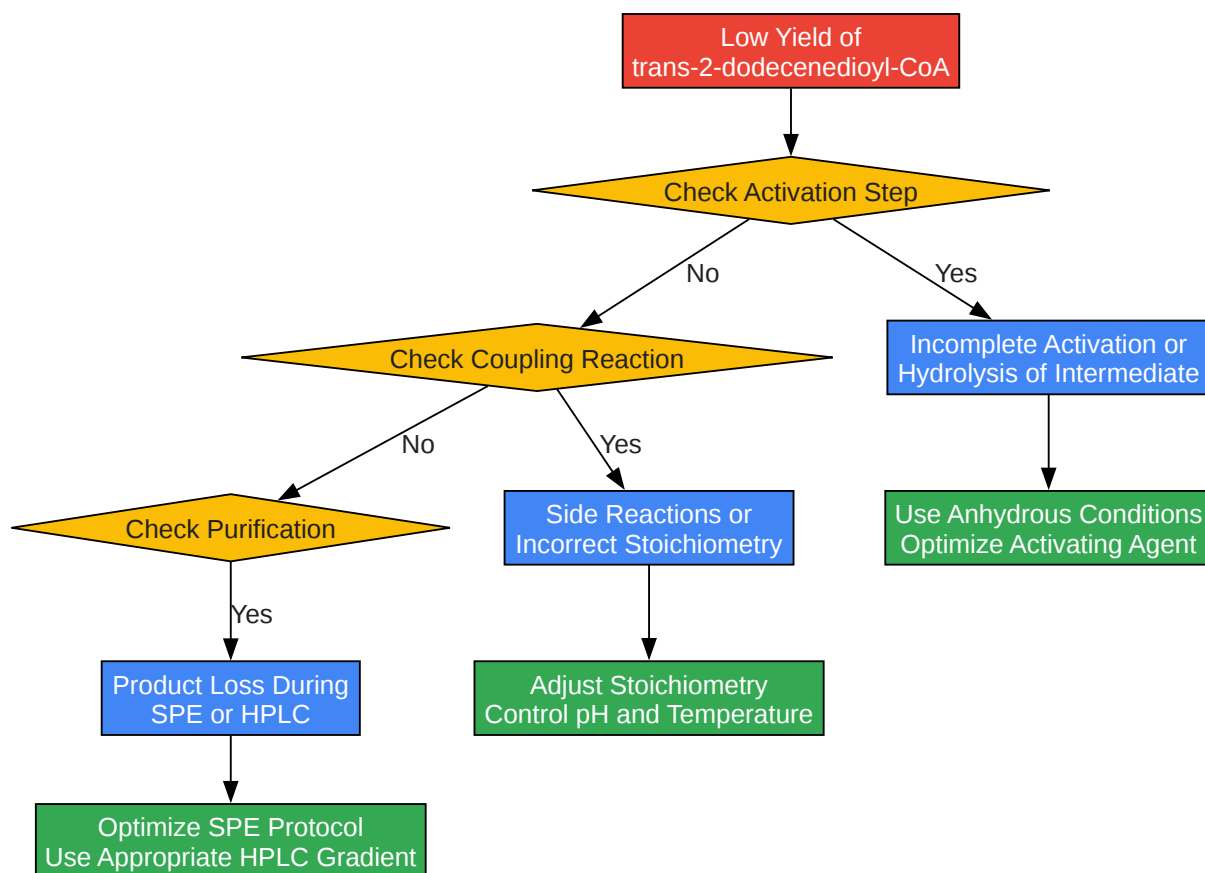 Low Yield of
trans-2-dodecenedioyl-CoA
Check Activation Step
No
Yes
Check Coupling Reaction
Incomplete Activation or
Hydrolysis of Intermediate
No
Yes
Check Purification
Side Reactions or
Incorrect Stoichiometry
Use Anhydrous Conditions
Optimize Activating Agent
Yes
Product Loss During
SPE or HPLC
Adjust Stoichiometry
Control pH and Temperature
Optimize SPE Protocol
Use Appropriate HPLC Gradient